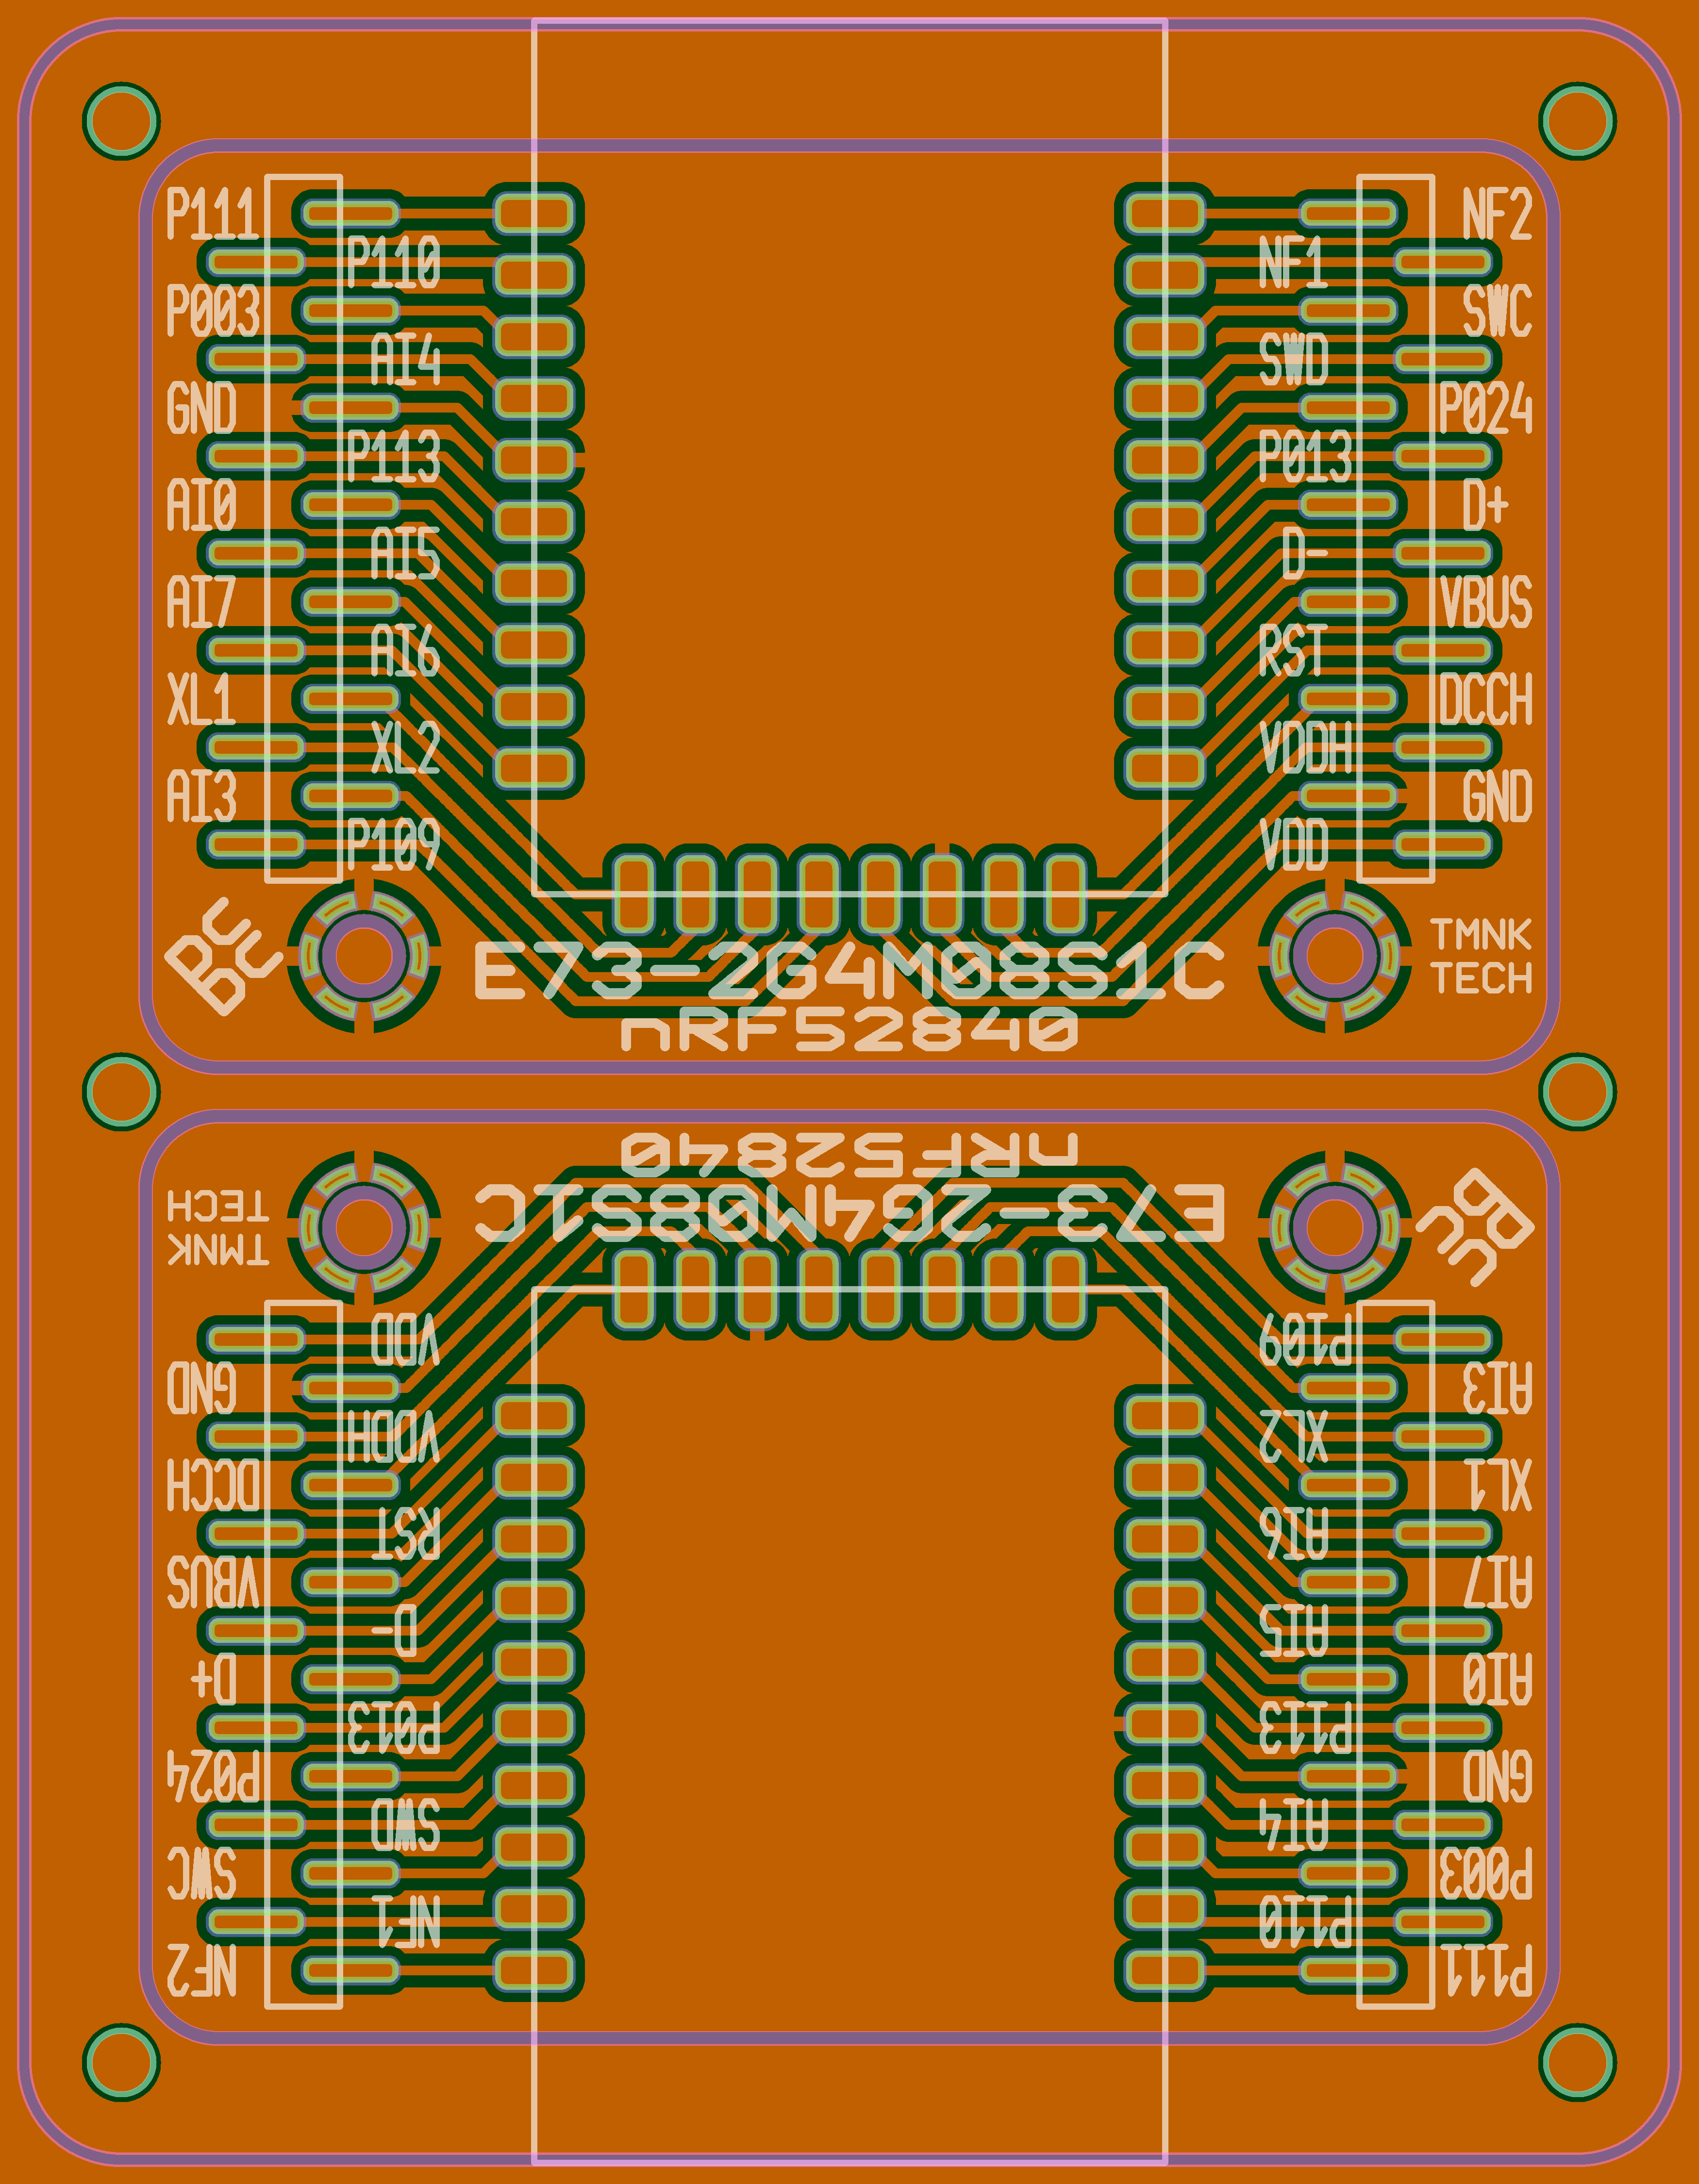 P111
NF2
P110
NF1
P003
SWC
AI4
SWD
GND
P024
P113
P013
AI0
D+
AI5
D-
AI7
VBUS
AI6
RST
XL1
DCCH
XL2
VDDH
AI3
GND
P109
VDD
BCC
TMNK
TECH
E73-2G4M08S1C
nRF52840
nRF52840
E73-2G4M08S1C
TMNK
TECH
BCC
VDD
P109
GND
AI3
VDDH
XL2
DCCH
XL1
RST
AI6
VBUS
AI7
D-
AI5
D+
AI0
P013
P113
P024
GND
SWD
AI4
SWC
P003
NF1
P110
NF2
P111